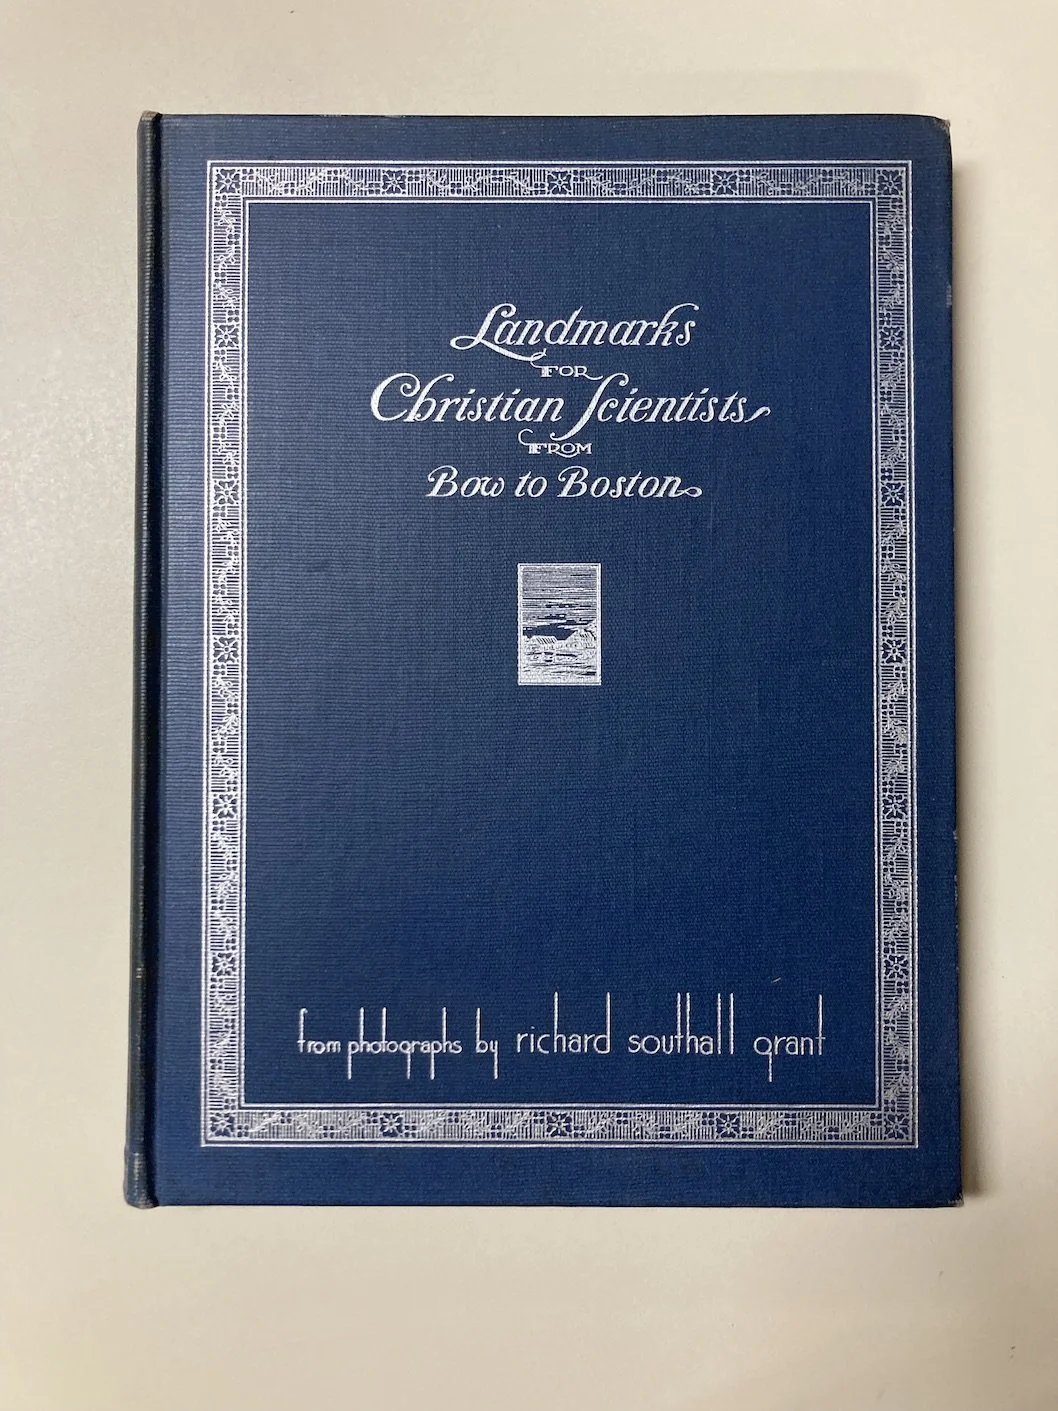 Landmarks
FOR
Christian Scientists
FROM
Bow to Boston
from photographs by richard southall grant